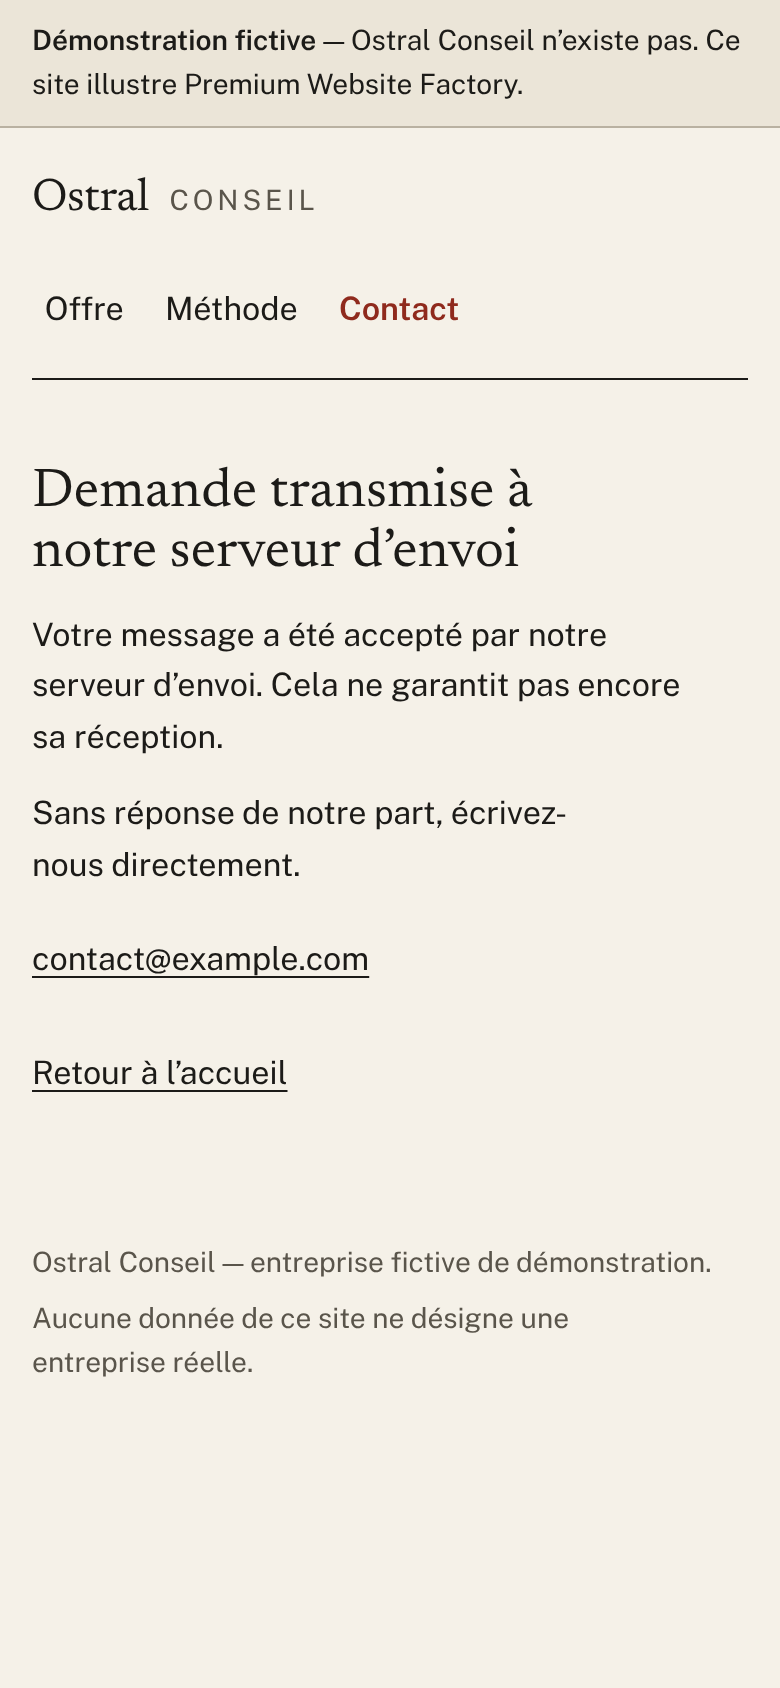 Démonstration fictive — Ostral Conseil n’existe pas. Ce
site illustre Premium Website Factory.
Ostral CONSEIL
Offre Méthode Contact
Demande transmise à
notre serveur d’envoi
Votre message a été accepté par notre
serveur d’envoi. Cela ne garantit pas encore
sa réception.
Sans réponse de notre part, écrivez-
nous directement.
contact@example.com
Retour à l’accueil
Ostral Conseil — entreprise fictive de démonstration.
Aucune donnée de ce site ne désigne une
entreprise réelle.